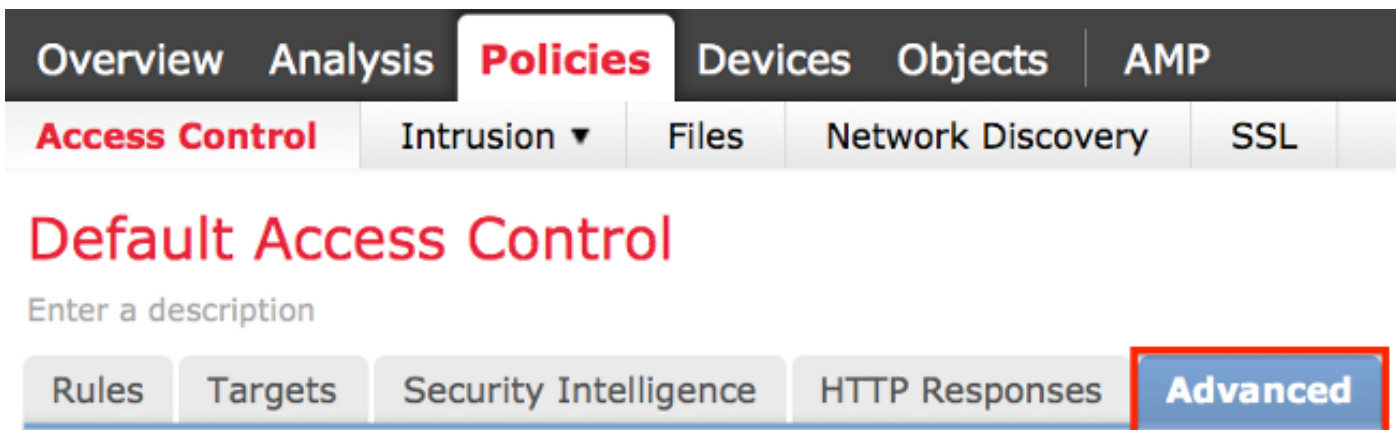 Overview Analysis Policies Devices Objects AMP
Access Control Intrusion ▼ Files Network Discovery SSL
Default Access Control
Enter a description
Rules Targets Security Intelligence HTTP Responses Advanced